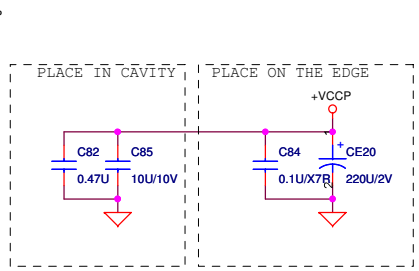 PLACE IN CAVITY
PLACE ON THE EDGE
+VCCP
C82
0.47U
C85
10U/10V
C84
0.1U/X7R
+
CE20
220U/2V